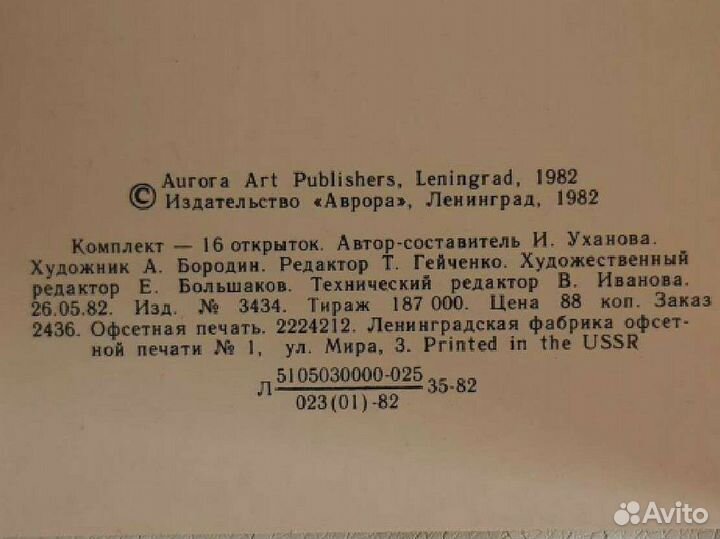 Aurora Art Publishers, Leningrad, 1982
© Издательство «Аврора», Ленинград, 1982
Комплект — 16 открыток. Автор-составитель И. Уханова.
Художник А. Бородин. Редактор Т. Гейченко. Художественный
редактор Е. Большаков. Технический редактор В. Иванова.
26.05.82. Изд. № 3434. Тираж 187 000. Цена 88 коп. Заказ
2436. Офсетная печать. 2224212. Ленинградская фабрика офсет-
ной печати № 1, ул. Мира, 3. Printed in the USSR
5105030000-025
Л 35-82
023(01)-82
Avito